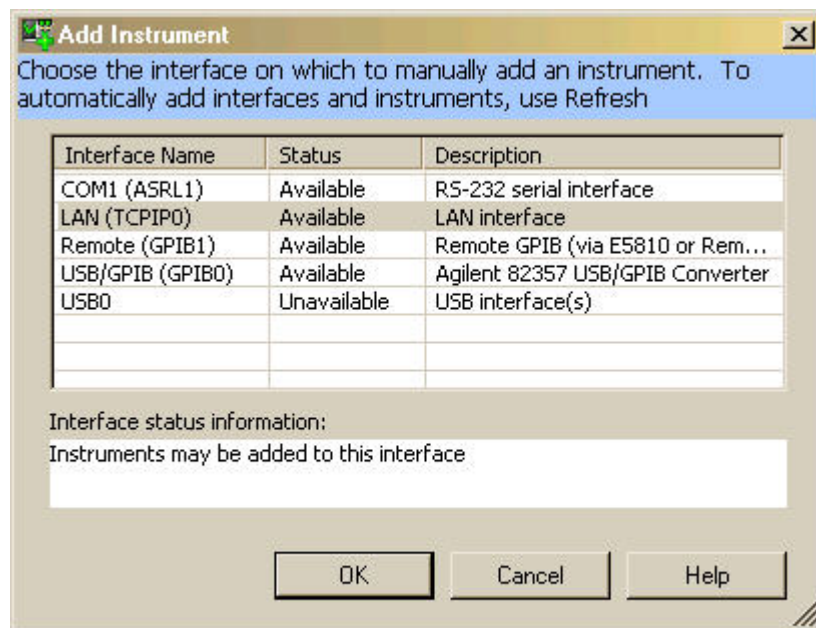 Add Instrument
Choose the interface on which to manually add an instrument. To
automatically add interfaces and instruments, use Refresh
Interface Name Status Description
COM1 (ASRL1) Available RS-232 serial interface
LAN (TCPIP0) Available LAN interface
Remote (GPIB1) Available Remote GPIB (via E5810 or Rem...
USB/GPIB (GPIB0) Available Agilent 82357 USB/GPIB Converter
USB0 Unavailable USB interface(s)
Interface status information:
Instruments may be added to this interface
OK Cancel Help